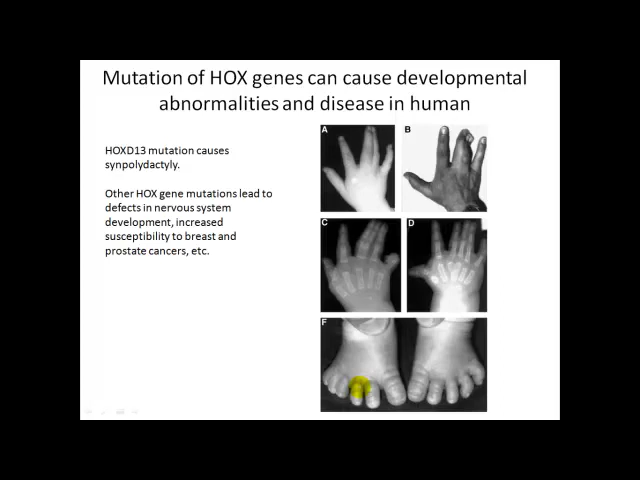 Mutation of HOX genes can cause developmental
abnormalities and disease in human
HOXD13 mutation causes
synpolydactyly.
Other HOX gene mutations lead to
defects in nervous system
development, increased
susceptibility to breast and
prostate cancers, etc.
A
B
C
D
F